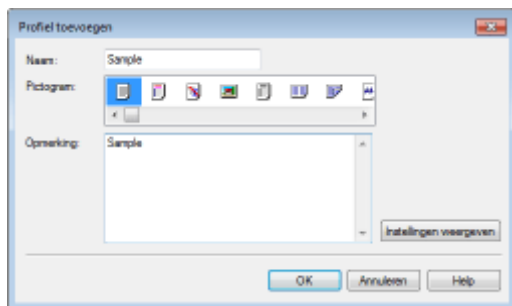 Profiel toevoegen
Naam: Sample
Pictogram:
Opmerking: Sample
Instellingen weergeven
OK Annuleren Help